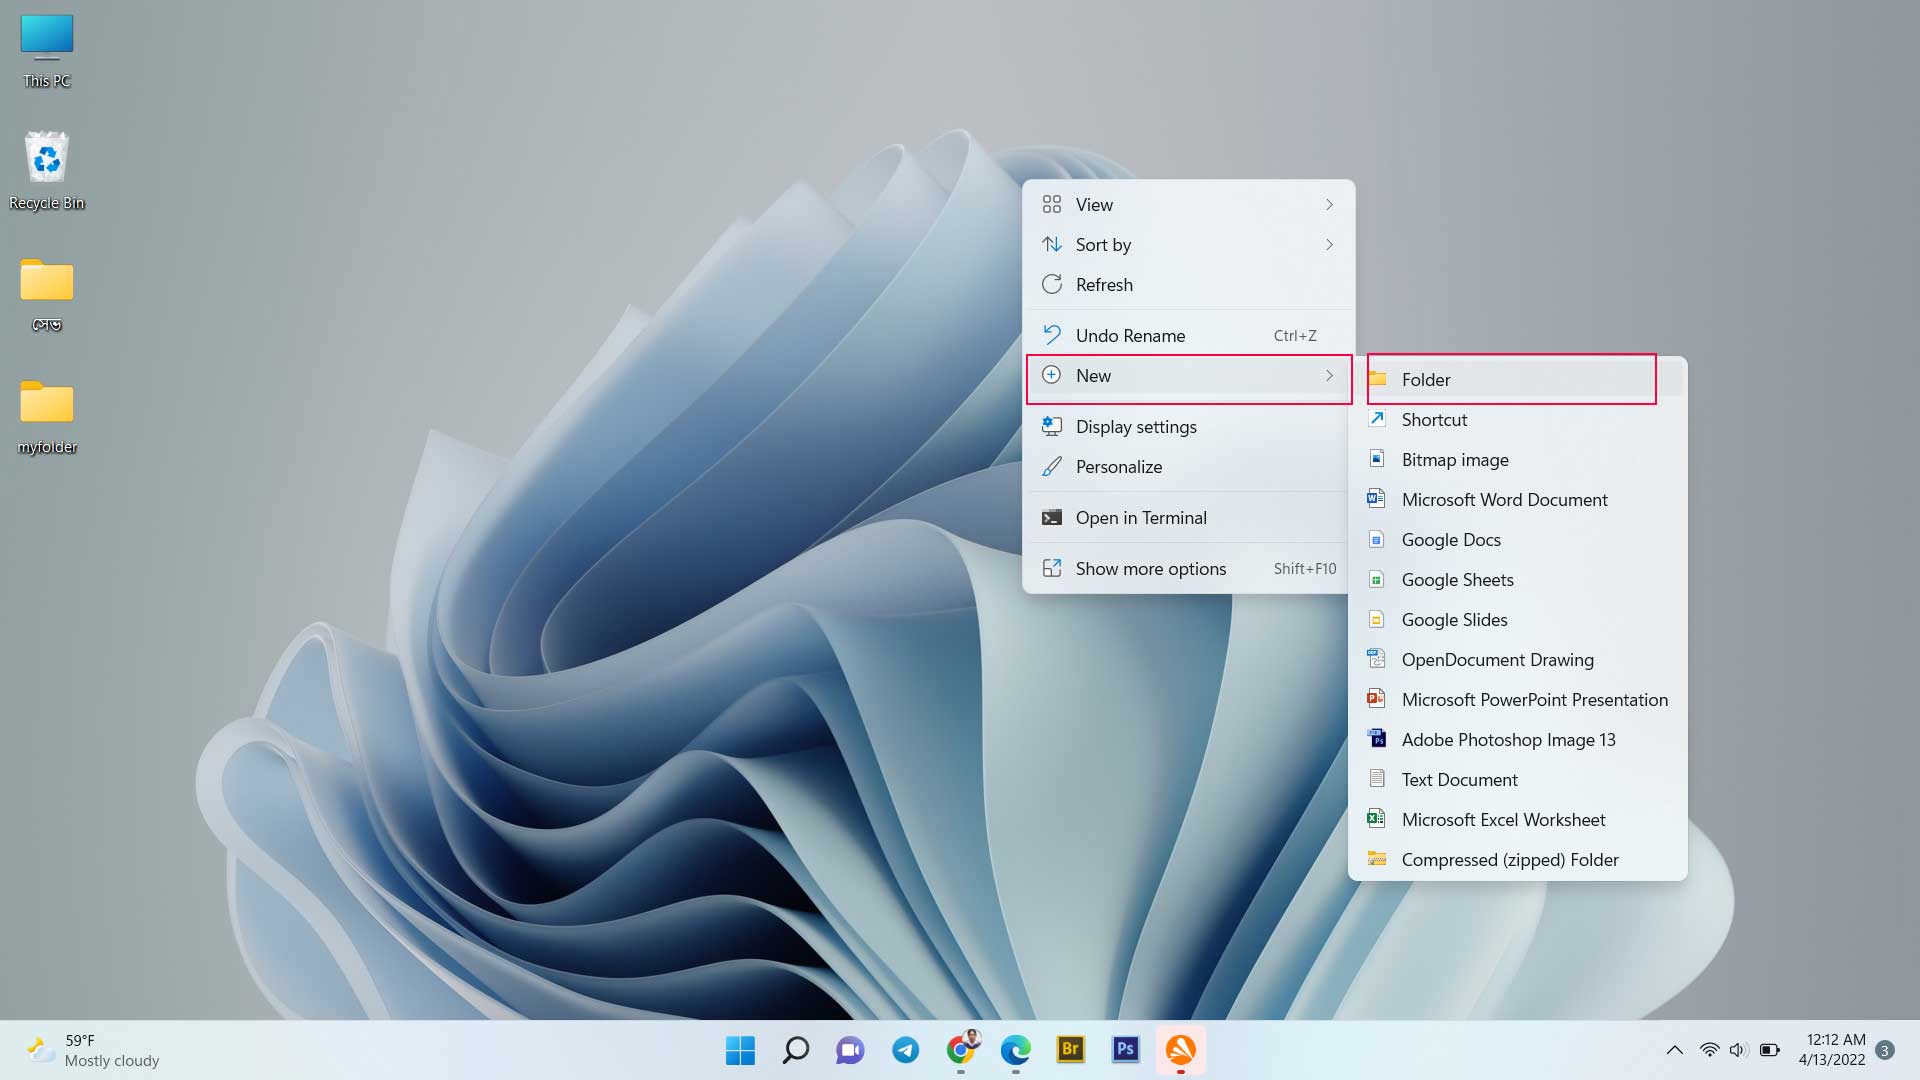 This PC
Recycle Bin
সেভ
myfolder
View
Sort by
Refresh
Undo Rename Ctrl+Z
New
Display settings
Personalize
Open in Terminal
Show more options Shift+F10
Folder
Shortcut
Bitmap image
Microsoft Word Document
Google Docs
Google Sheets
Google Slides
OpenDocument Drawing
Microsoft PowerPoint Presentation
Adobe Photoshop Image 13
Text Document
Microsoft Excel Worksheet
Compressed (zipped) Folder
59°F
Mostly cloudy
Br
Ps
12:12 AM
4/13/2022
3